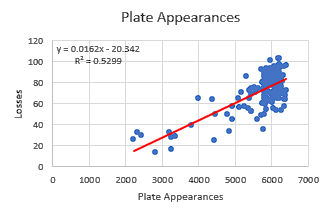 Plate Appearances
y = 0.0162x - 20.342
R² = 0.5299
120
100
80
60
40
20
0
Losses
0 1000 2000 3000 4000 5000 6000 7000
Plate Appearances